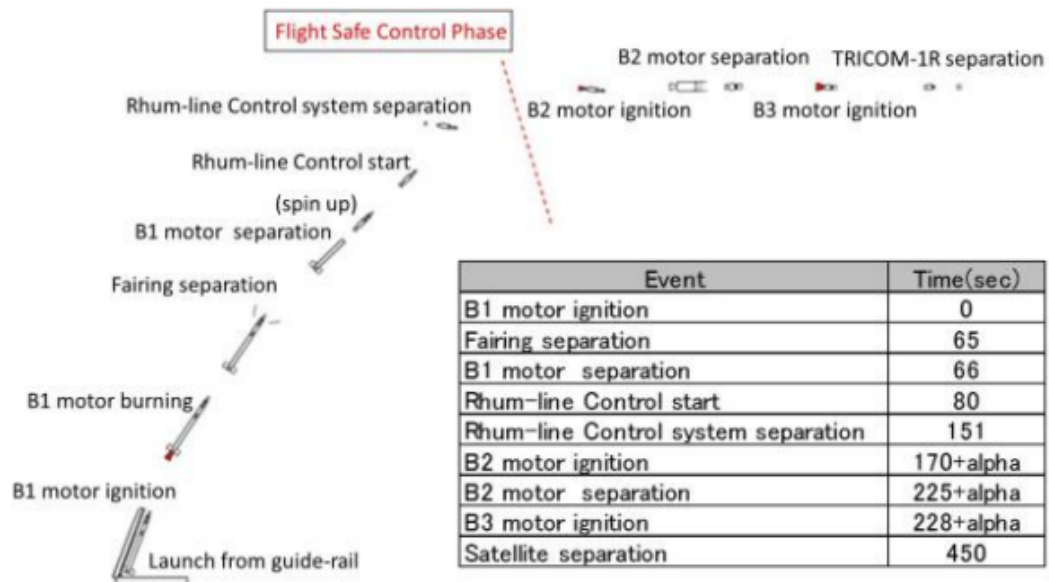 Flight Safe Control Phase
B2 motor separation
TRICOM-1R separation
Rhum-line Control system separation
B2 motor ignition
B3 motor ignition
Rhum-line Control start
(spin up)
B1 motor separation
Fairing separation
B1 motor burning
B1 motor ignition
Launch from guide-rail
Event Time(sec)
B1 motor ignition 0
Fairing separation 65
B1 motor separation 66
Rhum-line Control start 80
Rhum-line Control system separation 151
B2 motor ignition 170+alpha
B2 motor separation 225+alpha
B3 motor ignition 228+alpha
Satellite separation 450